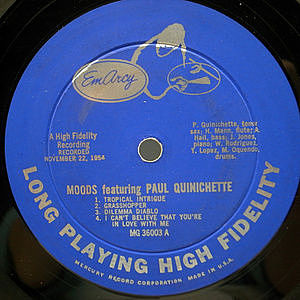 EmArcy
A High Fidelity
Recording
RECORDED
NOVEMBER 22, 1954
P. Quinichette, tenor
sax; H. Mann, flute; A.
Hall, bass; J. Jones,
piano; W. Rodriguez,
Y. Lopez, M. Oquendo,
drums.
MOODS featuring PAUL QUINICHETTE
1. TROPICAL INTRIGUE
2. GRASSHOPPER
3. DILEMMA DIABLO
4. I CAN'T BELIEVE THAT YOU'RE
IN LOVE WITH ME
MG 36003 A
LONG PLAYING HIGH FIDELITY
MERCURY RECORD CORPORATION MADE IN U.S.A.